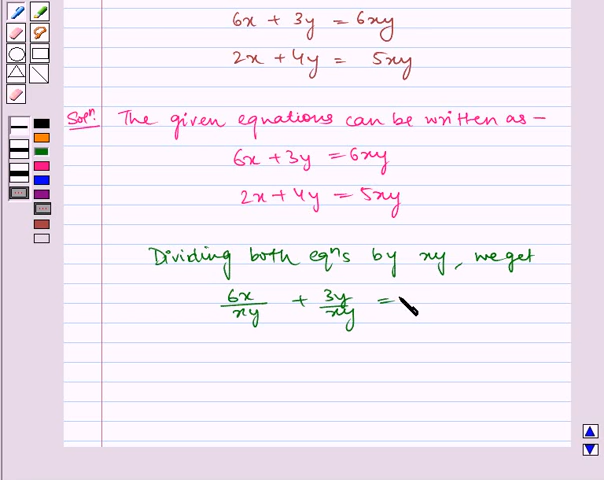 6x + 3y = 6xy
2x + 4y = 5xy
Solⁿ. The given equations can be written as –
6x + 3y = 6xy
2x + 4y = 5xy
Dividing both eqⁿs by xy, we get
6x/xy + 3y/xy =